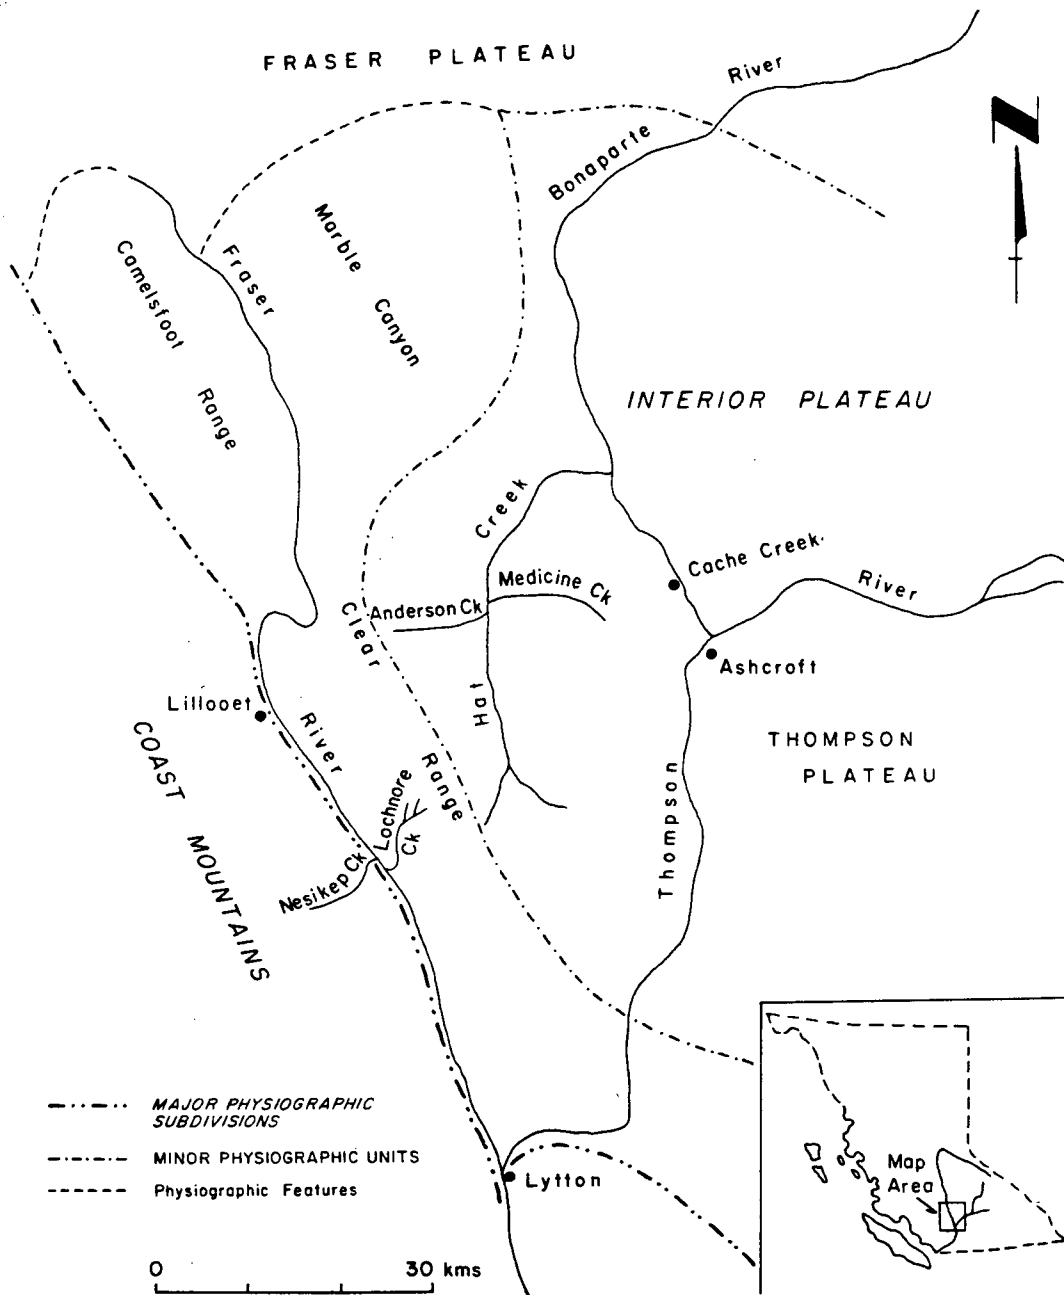 FRASER PLATEAU
River
Bonaparte
N
Marble Canyon
Fraser
Camelsfoot Range
INTERIOR PLATEAU
Creek
Cache Creek
Medicine Ck
River
Anderson Ck
Clear
Ashcroft
Hat
Lillooet
River
THOMPSON
PLATEAU
COAST MOUNTAINS
Range
Thompson
Lochnore
Ck
Nesikep Ck
MAJOR PHYSIOGRAPHIC
SUBDIVISIONS
MINOR PHYSIOGRAPHIC UNITS
Physiographic Features
Lytton
Map
Area
0 30 kms